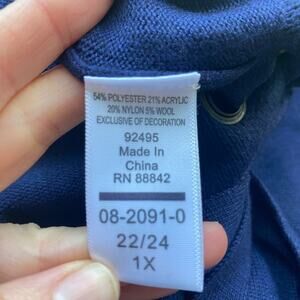 54% POLYESTER 21% ACRYLIC
20% NYLON 5% WOOL
EXCLUSIVE OF DECORATION
92495
Made In
China
RN 88842
08-2091-0
22/24
1X